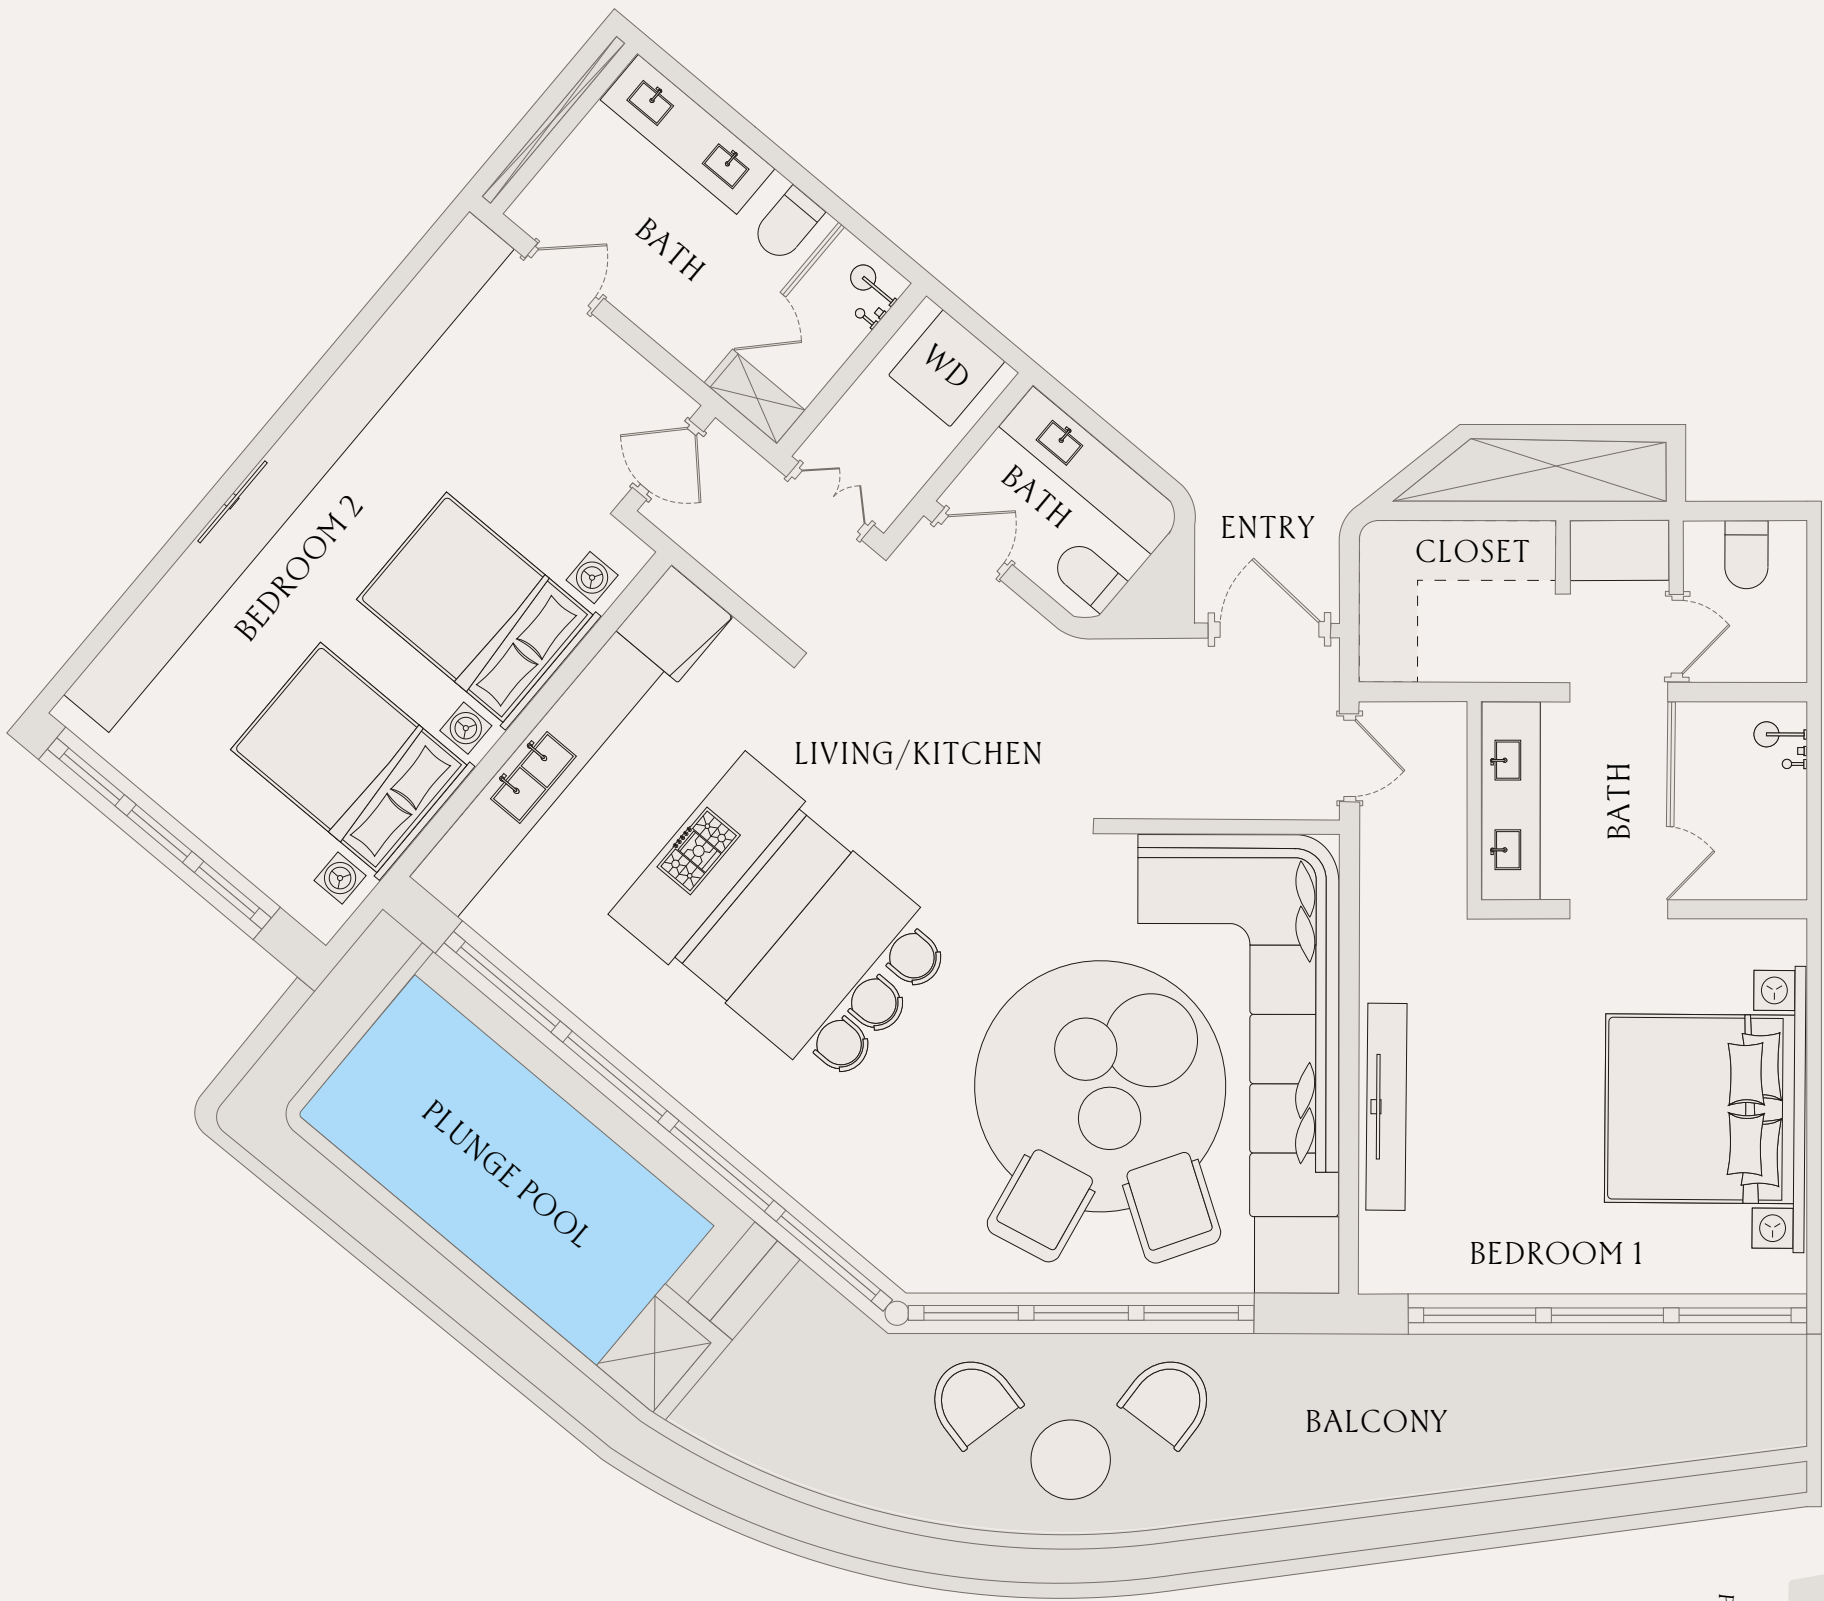 BATH
WD
BATH
ENTRY
CLOSET
BEDROOM 2
LIVING/KITCHEN
BATH
PLUNGE POOL
BEDROOM 1
BALCONY